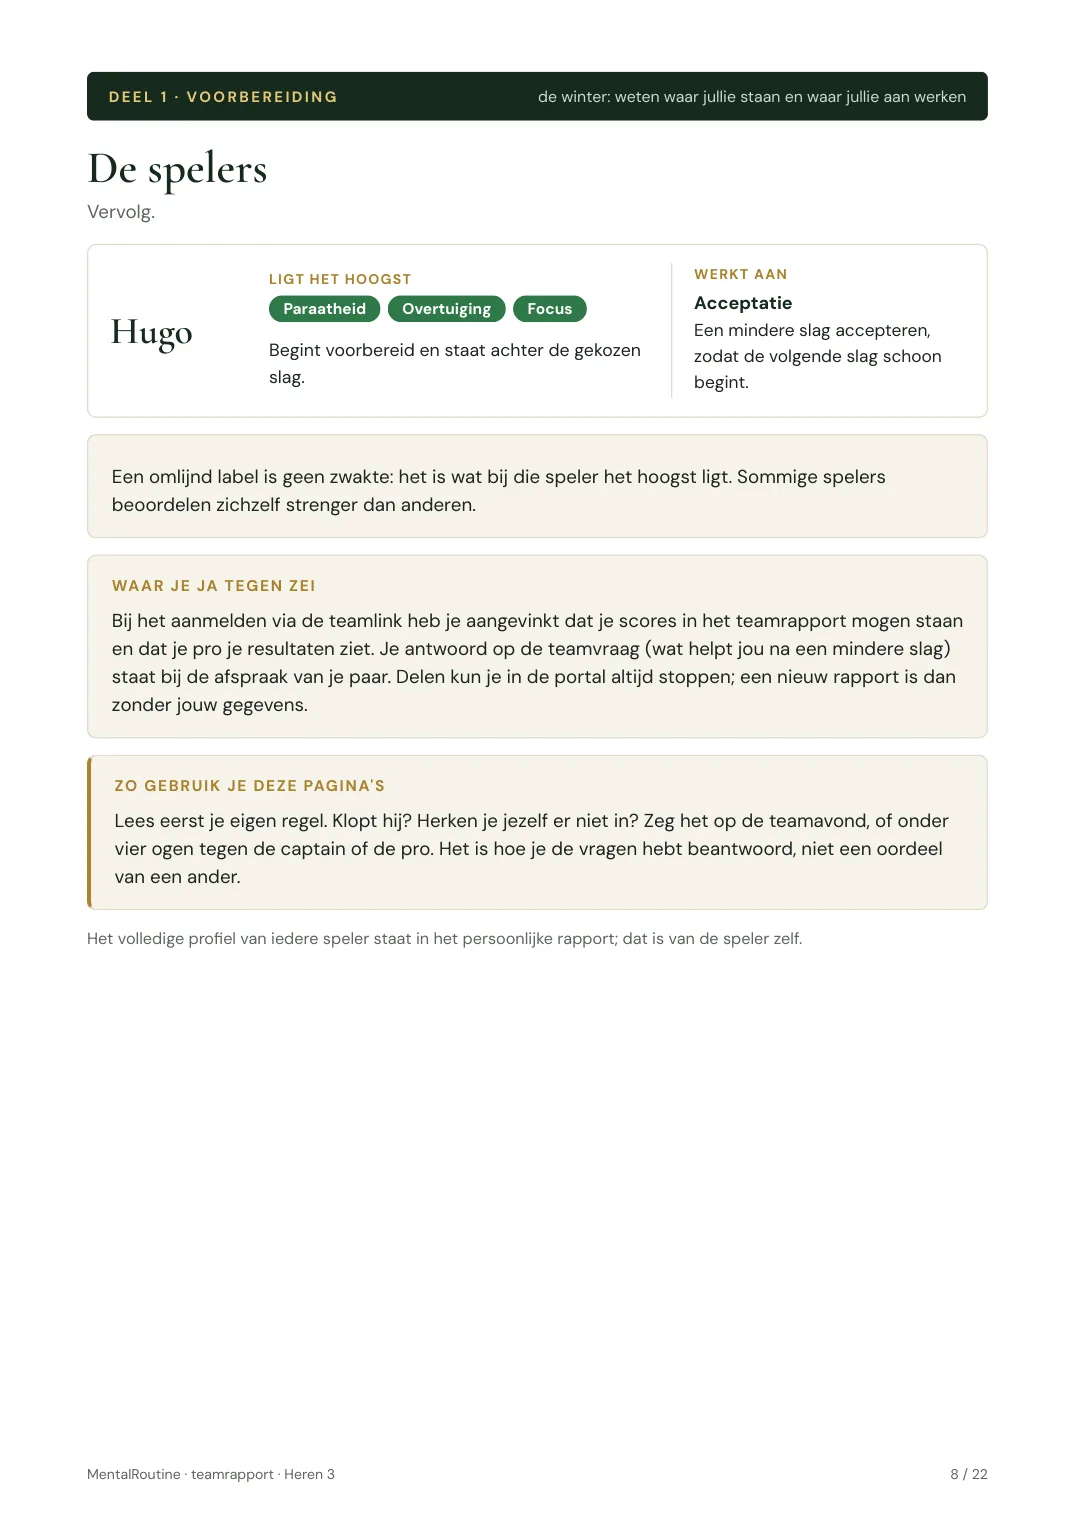 DEEL 1 · VOORBEREIDING
de winter: weten waar jullie staan en waar jullie aan werken
De spelers
Vervolg.
Hugo
LIGT HET HOOGST
Paraatheid Overtuiging Focus
Begint voorbereid en staat achter de gekozen
slag.
WERKT AAN
Acceptatie
Een mindere slag accepteren,
zodat de volgende slag schoon
begint.
Een omlijnd label is geen zwakte: het is wat bij die speler het hoogst ligt. Sommige spelers
beoordelen zichzelf strenger dan anderen.
WAAR JE JA TEGEN ZEI
Bij het aanmelden via de teamlink heb je aangevinkt dat je scores in het teamrapport mogen staan
en dat je pro je resultaten ziet. Je antwoord op de teamvraag (wat helpt jou na een mindere slag)
staat bij de afspraak van je paar. Delen kun je in de portal altijd stoppen; een nieuw rapport is dan
zonder jouw gegevens.
ZO GEBRUIK JE DEZE PAGINA'S
Lees eerst je eigen regel. Klopt hij? Herken je jezelf er niet in? Zeg het op de teamavond, of onder
vier ogen tegen de captain of de pro. Het is hoe je de vragen hebt beantwoord, niet een oordeel
van een ander.
Het volledige profiel van iedere speler staat in het persoonlijke rapport; dat is van de speler zelf.
MentalRoutine · teamrapport · Heren 3
8 / 22